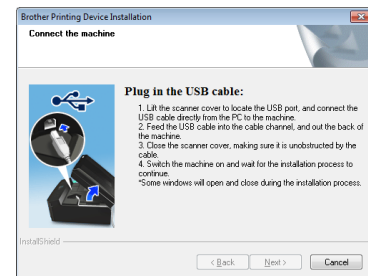 Brother Printing Device Installation
Connect the machine
Plug in the USB cable:
1. Lift the scanner cover to locate the USB port, and connect the
USB cable directly from the PC to the machine.
2. Feed the USB cable into the cable channel, and out the back of
the machine.
3. Close the scanner cover, making sure it is unobstructed by the
cable.
4. Switch the machine on and wait for the installation process to
continue.
*Some windows will open and close during the installation process.
InstallShield
< Back
Next >
Cancel